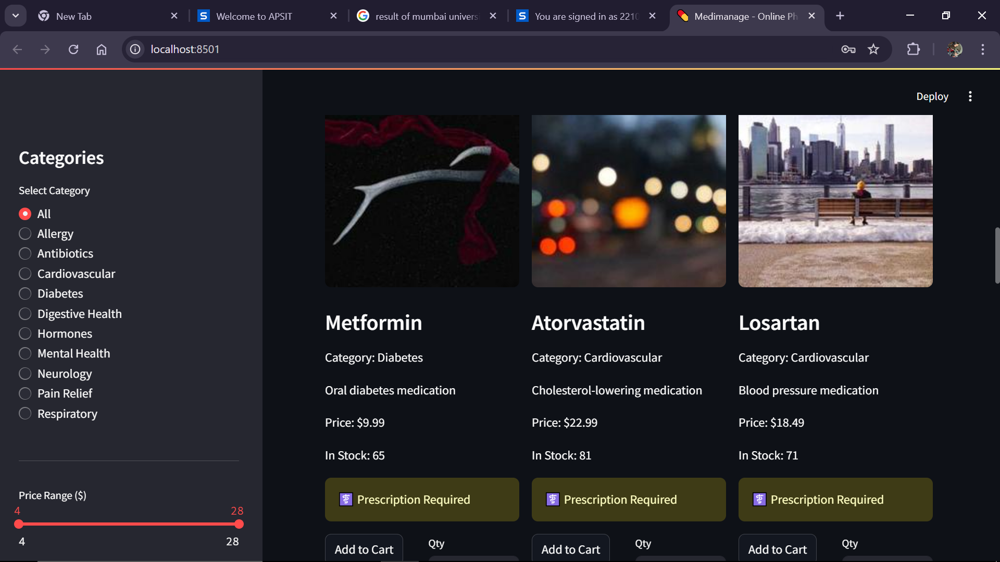 New Tab
Welcome to APSIT
result of mumbai univers
You are signed in as 2210
Medimanage - Online Ph
localhost:8501
Deploy
Categories
Select Category
All
Allergy
Antibiotics
Cardiovascular
Diabetes
Digestive Health
Hormones
Mental Health
Neurology
Pain Relief
Respiratory
Price Range ($)
4 28
4 28
Metformin
Category: Diabetes
Oral diabetes medication
Price: $9.99
In Stock: 65
Prescription Required
Add to Cart
Qty
Atorvastatin
Category: Cardiovascular
Cholesterol-lowering medication
Price: $22.99
In Stock: 81
Prescription Required
Add to Cart
Qty
Losartan
Category: Cardiovascular
Blood pressure medication
Price: $18.49
In Stock: 71
Prescription Required
Add to Cart
Qty